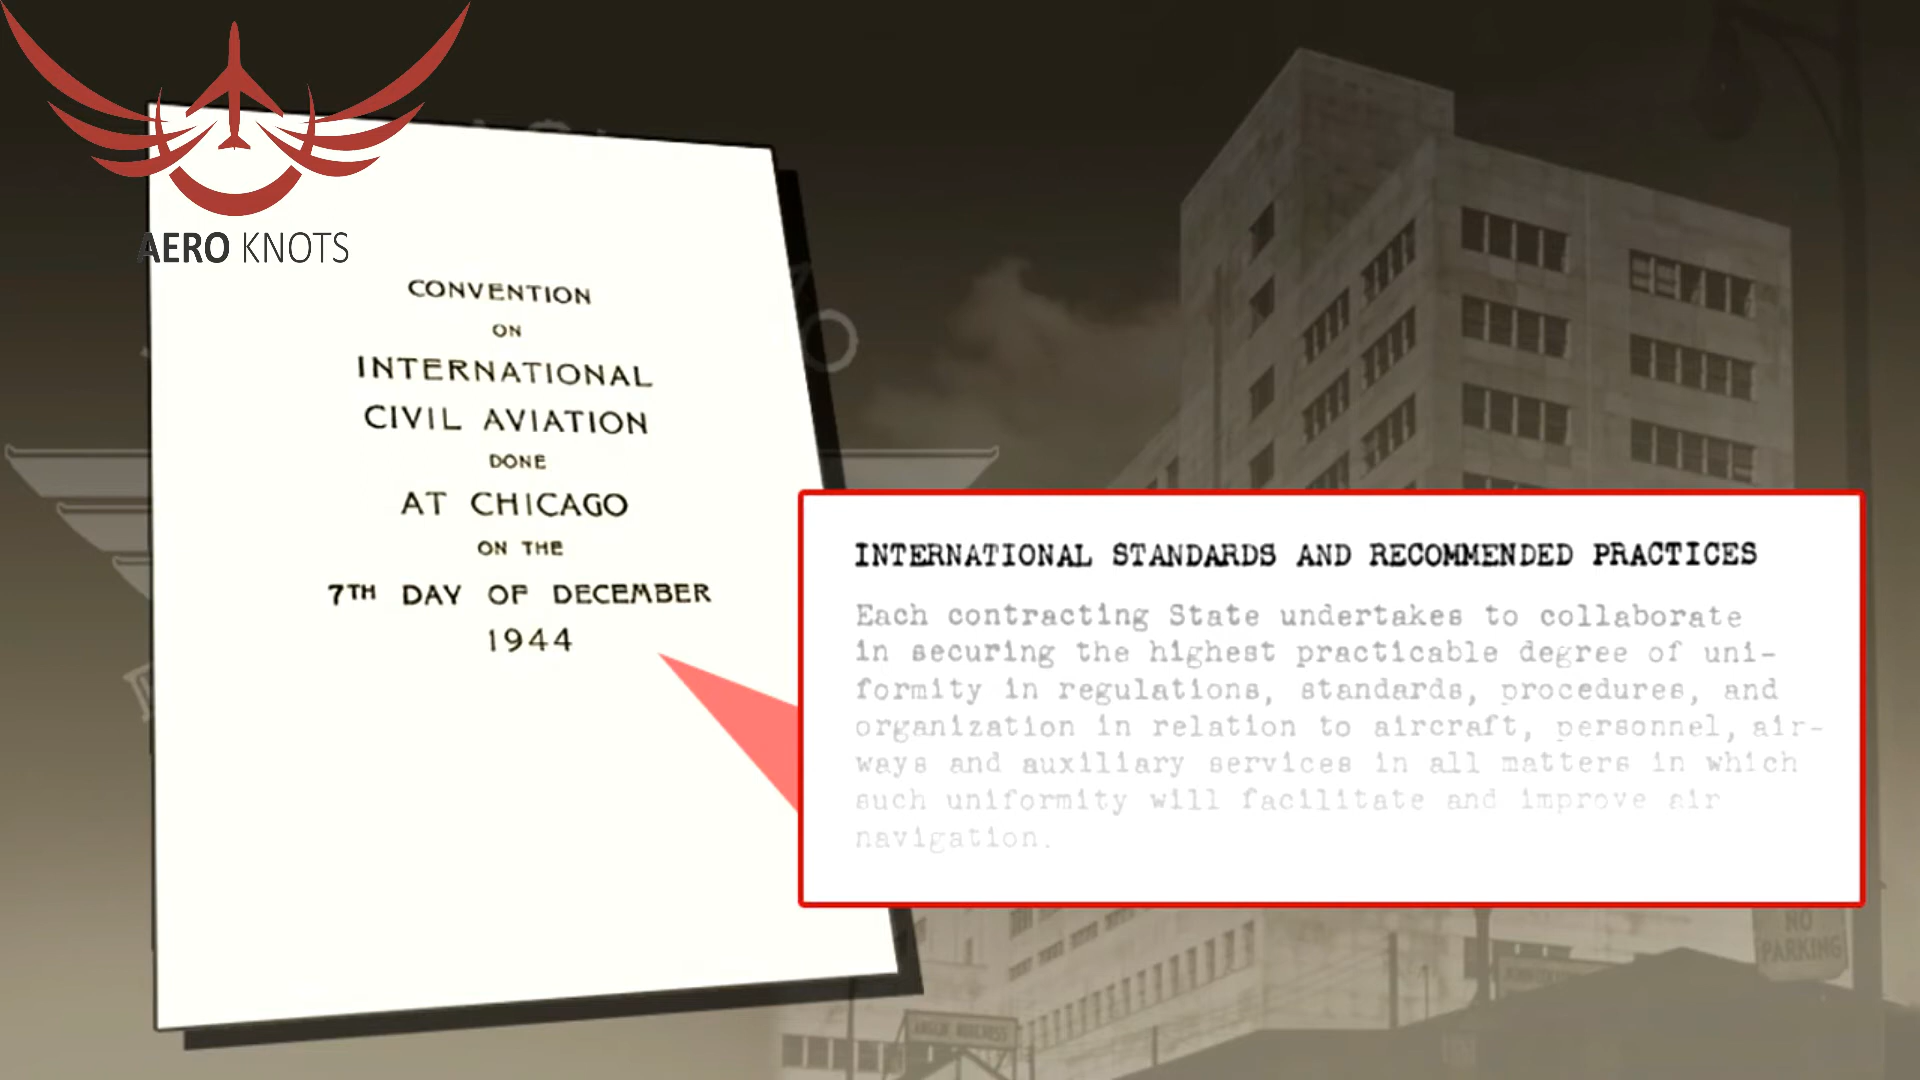 AERO KNOTS
CONVENTION
ON
INTERNATIONAL
CIVIL AVIATION
DONE
AT CHICAGO
ON THE
7TH DAY OF DECEMBER
1944
INTERNATIONAL STANDARDS AND RECOMMENDED PRACTICES
Each contracting State undertakes to collaborate
in securing the highest practicable degree of uni-
formity in regulations, standards, procedures, and
organization in relation to aircraft, personnel, air-
ways and auxiliary services in all matters in which
such uniformity will facilitate and improve air
navigation.
NO
PARKING